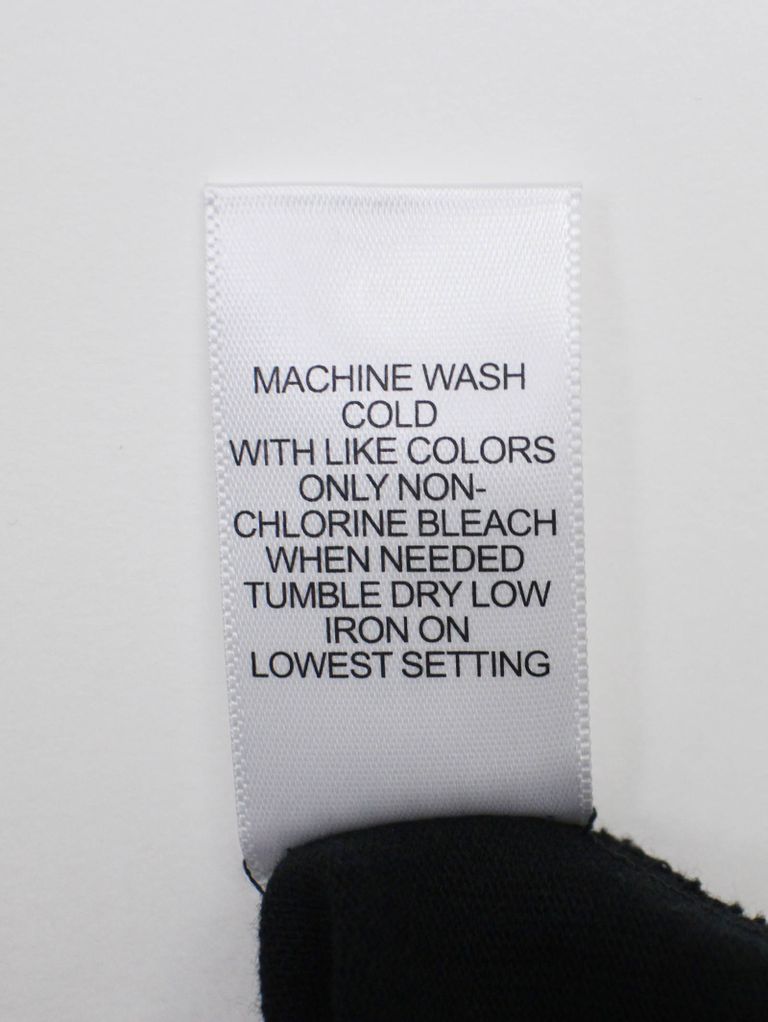 MACHINE WASH
COLD
WITH LIKE COLORS
ONLY NON-
CHLORINE BLEACH
WHEN NEEDED
TUMBLE DRY LOW
IRON ON
LOWEST SETTING